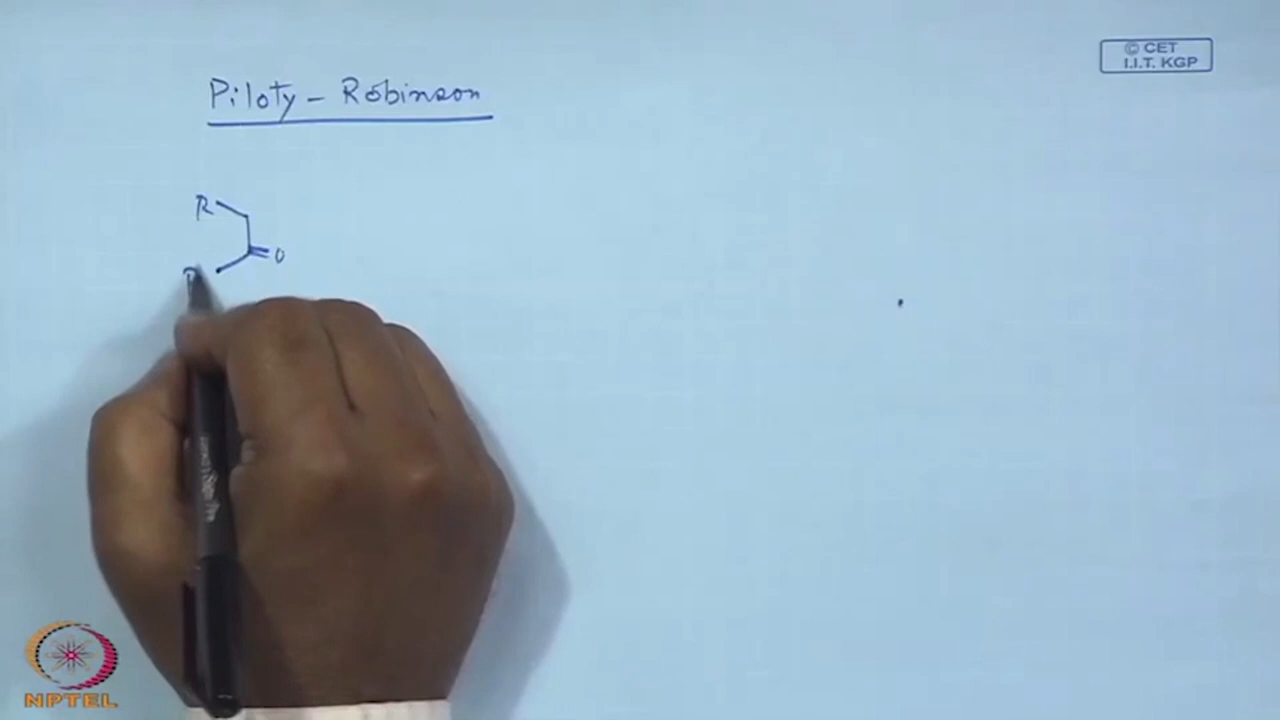 © CET
I.I.T. KGP
Piloty - Robinson
R
O
R
NPTEL